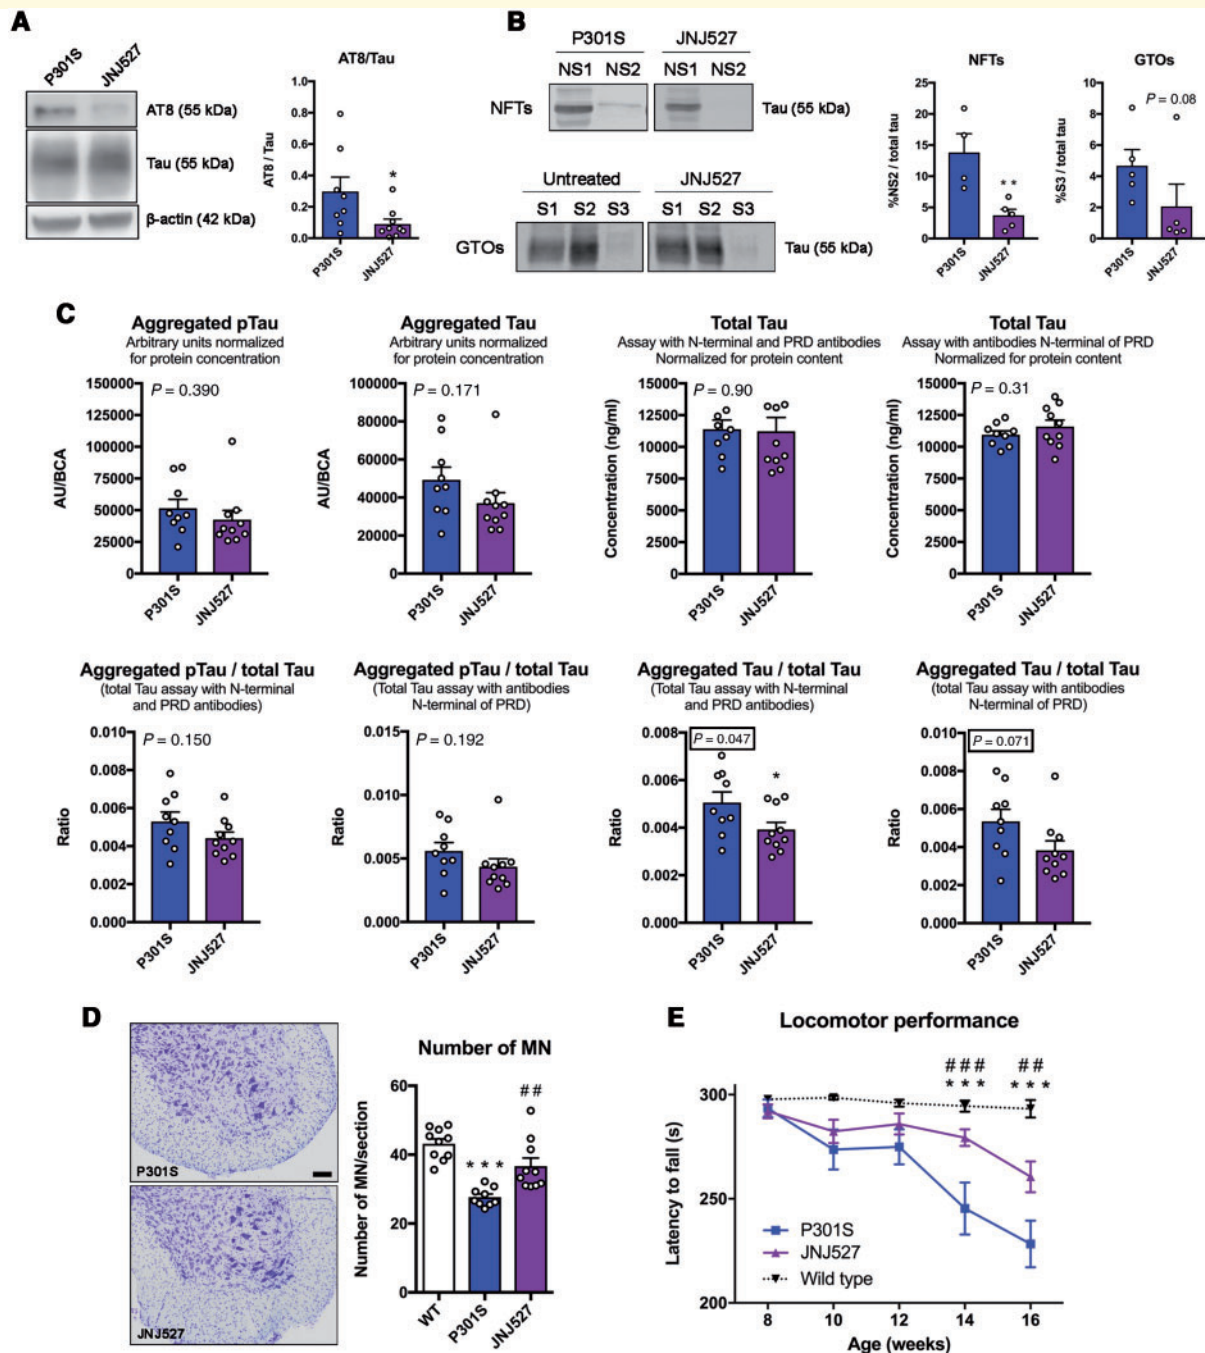 A
P301S
JNJ527
AT8 (55 kDa)
Tau (55 kDa)
β-actin (42 kDa)
AT8/Tau
AT8 / Tau
1.0
0.8
0.6
0.4
0.2
0.0
*
P301S
JNJ527
B
P301S
JNJ527
NS1
NS2
NS1
NS2
NFTs
Tau (55 kDa)
Untreated
JNJ527
S1
S2
S3
S1
S2
S3
GTOs
Tau (55 kDa)
NFTs
%NS2 / total tau
25
20
15
10
5
0
* *
P301S
JNJ527
GTOs
P = 0.08
%S3 / total tau
10
8
6
4
2
0
P301S
JNJ527
C
Aggregated pTau
Arbitrary units normalized
for protein concentration
P = 0.390
AU/BCA
150000
125000
100000
75000
50000
25000
0
P301S
JNJ527
Aggregated Tau
Arbitrary units normalized
for protein concentration
P = 0.171
AU/BCA
100000
80000
60000
40000
20000
0
P301S
JNJ527
Total Tau
Assay with N-terminal and PRD antibodies
Normalized for protein content
P = 0.90
Concentration (ng/ml)
15000
12500
10000
7500
5000
2500
0
P301S
JNJ527
Total Tau
Assay with antibodies N-terminal of PRD
Normalized for protein content
P = 0.31
Concentration (ng/ml)
15000
12500
10000
7500
5000
2500
0
P301S
JNJ527
Aggregated pTau / total Tau
(total Tau assay with N-terminal
and PRD antibodies)
P = 0.150
Ratio
0.010
0.008
0.006
0.004
0.002
0.000
P301S
JNJ527
Aggregated pTau / total Tau
(Total Tau assay with antibodies
N-terminal of PRD)
P = 0.192
Ratio
0.015
0.010
0.005
0.000
P301S
JNJ527
Aggregated Tau / total Tau
(Total Tau assay with N-terminal
and PRD antibodies)
P = 0.047
*
Ratio
0.008
0.006
0.004
0.002
0.000
P301S
JNJ527
Aggregated Tau / total Tau
(total Tau assay with antibodies
N-terminal of PRD)
P = 0.071
Ratio
0.010
0.008
0.006
0.004
0.002
0.000
P301S
JNJ527
D
P301S
JNJ527
Number of MN
Number of MN/section
60
40
20
0
* * *
##
WT
P301S
JNJ527
E
Locomotor performance
# # #
* * *
# #
* * *
Latency to fall (s)
300
250
200
P301S
JNJ527
Wild type
8
10
12
14
16
Age (weeks)